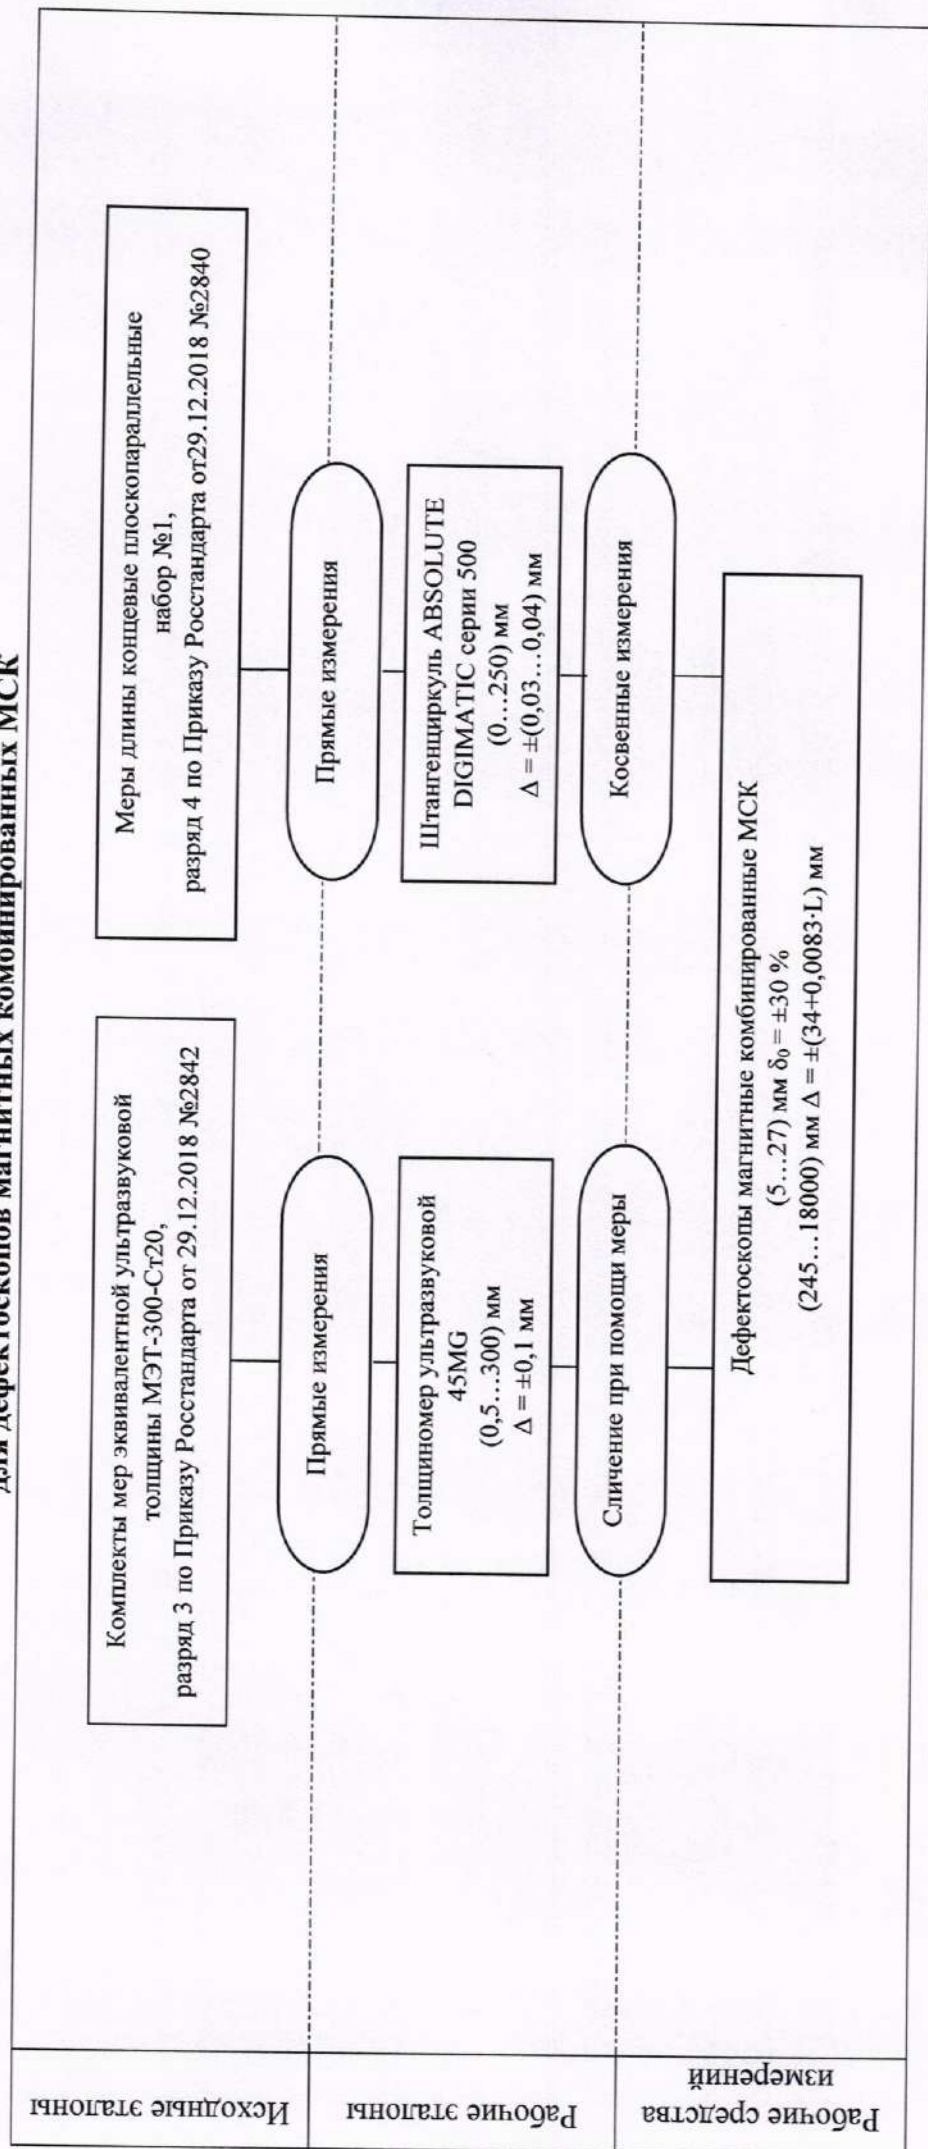 для дефектоскопов магнитных комбинированных МСК
Исходные эталоны
Комплекты мер эквивалентной ультразвуковой
толщины МЭТ-300-Ст20,
разряд 3 по Приказу Росстандарта от 29.12.2018 №2842
Меры длины концевые плоскопараллельные
набор №1,
разряд 4 по Приказу Росстандарта от29.12.2018 №2840
Прямые измерения
Прямые измерения
Рабочие эталоны
Толщиномер ультразвуковой
45MG
(0,5…300) мм
Δ = ±0,1 мм
Штангенциркуль ABSOLUTE
DIGIMATIC серии 500
(0…250) мм
Δ = ±(0,03…0,04) мм
Сличение при помощи меры
Косвенные измерения
Рабочие средства
измерений
Дефектоскопы магнитные комбинированные МСК
(5…27) мм δ₀ = ±30 %
(245…18000) мм Δ = ±(34+0,0083·L) мм